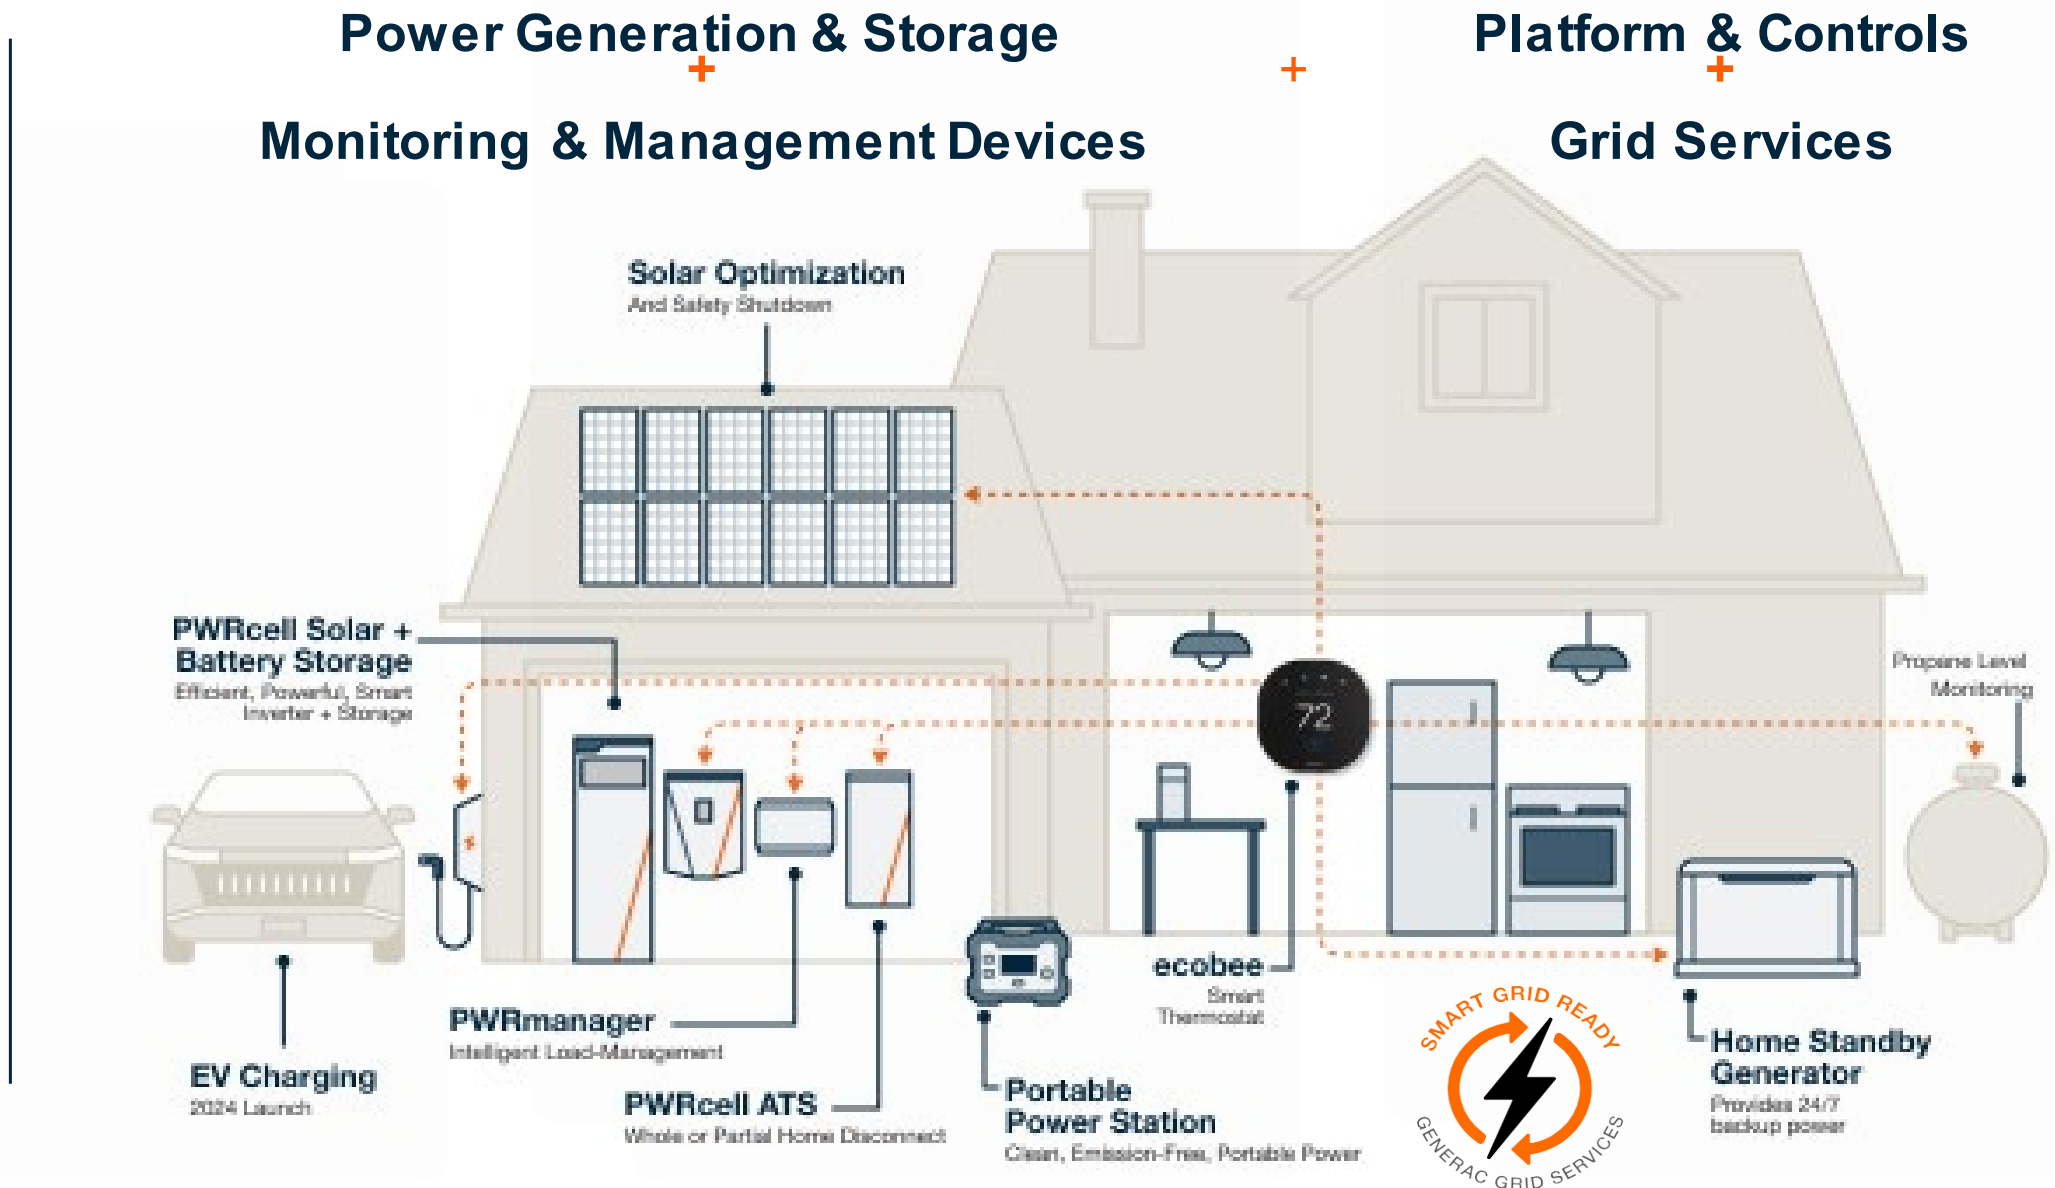 Power Generation & Storage
+
Monitoring & Management Devices
+
Platform & Controls
+
Grid Services
Solar Optimization
And Safety Shutdown
PWRcell Solar +
Battery Storage
Efficient, Powerful, Smart
Inverter + Storage
72
Propane Level
Monitoring
EV Charging
2024 Launch
PWRmanager
Intelligent Load-Management
PWRcell ATS
Whole or Partial Home Disconnect
Portable
Power Station
Clean, Emission-Free, Portable Power
ecobee
Smart
Thermostat
SMART GRID READY
GENERAC GRID SERVICES
Home Standby
Generator
Provides 24/7
backup power